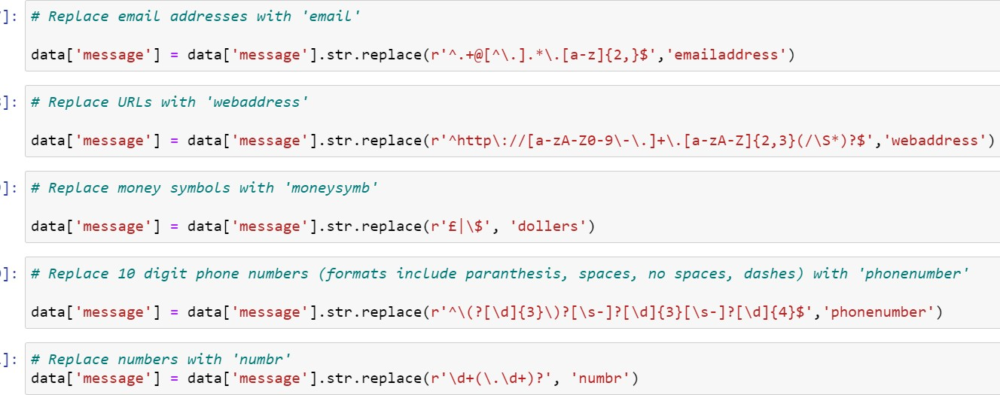 ]: # Replace email addresses with 'email'
data['message'] = data['message'].str.replace(r'^.+@[^\.].*\.[a-z]{2,}$','emailaddress')
]: # Replace URLs with 'webaddress'
data['message'] = data['message'].str.replace(r'^http\://[a-zA-Z0-9\-\.]+\.[a-zA-Z]{2,3}(/\S*)?$','webaddress')
]: # Replace money symbols with 'moneysymb'
data['message'] = data['message'].str.replace(r'£|\$', 'dollers')
]: # Replace 10 digit phone numbers (formats include paranthesis, spaces, no spaces, dashes) with 'phonenumber'
data['message'] = data['message'].str.replace(r'^\(?[\d]{3}\)?[\s-]?[\d]{3}[\s-]?[\d]{4}$','phonenumber')
]: # Replace numbers with 'numbr'
data['message'] = data['message'].str.replace(r'\d+(\.\d+)?', 'numbr')